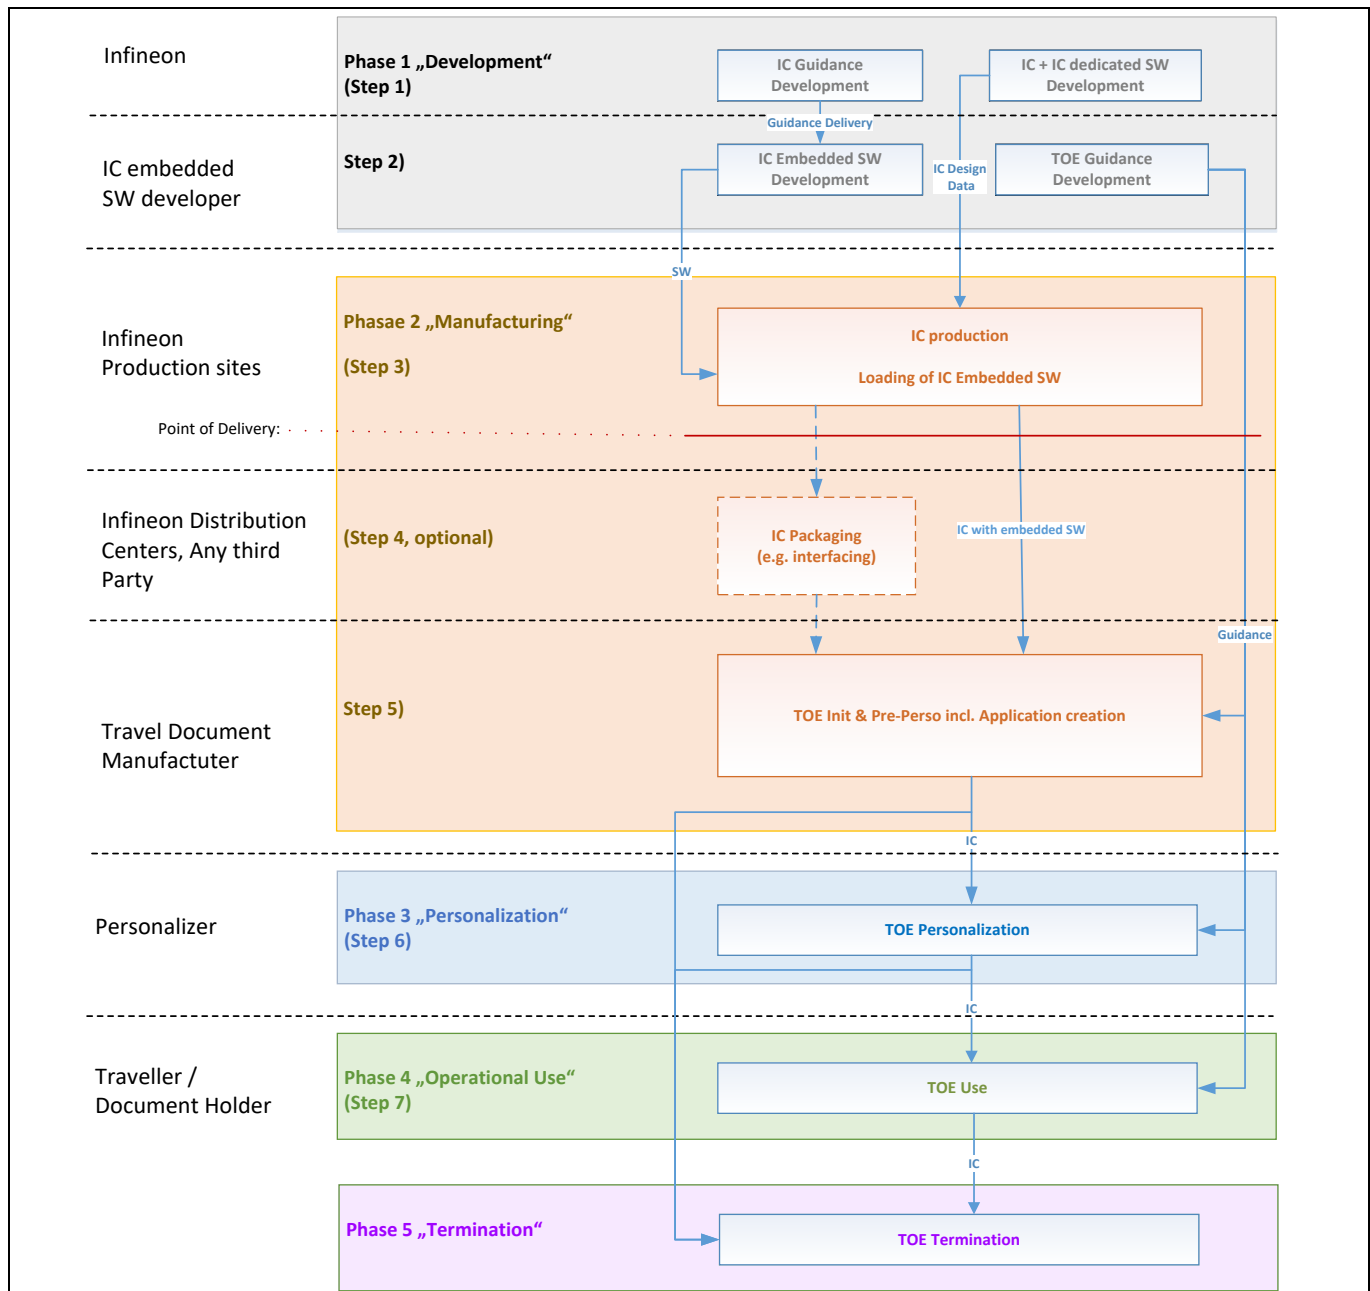 Infineon
Phase 1 „Development“
(Step 1)
IC Guidance
Development
IC + IC dedicated SW
Development
Guidance Delivery
IC embedded
SW developer
Step 2)
IC Embedded SW
Development
IC Design
Data
TOE Guidance
Development
SW
Infineon
Production sites
Phasae 2 „Manufacturing“
(Step 3)
IC production
Loading of IC Embedded SW
Point of Delivery:
Infineon Distribution
Centers, Any third
Party
(Step 4, optional)
IC Packaging
(e.g. interfacing)
IC with embedded SW
Guidance
Travel Document
Manufactuter
Step 5)
TOE Init & Pre-Perso incl. Application creation
IC
Personalizer
Phase 3 „Personalization“
(Step 6)
TOE Personalization
IC
Traveller /
Document Holder
Phase 4 „Operational Use“
(Step 7)
TOE Use
IC
Phase 5 „Termination“
TOE Termination